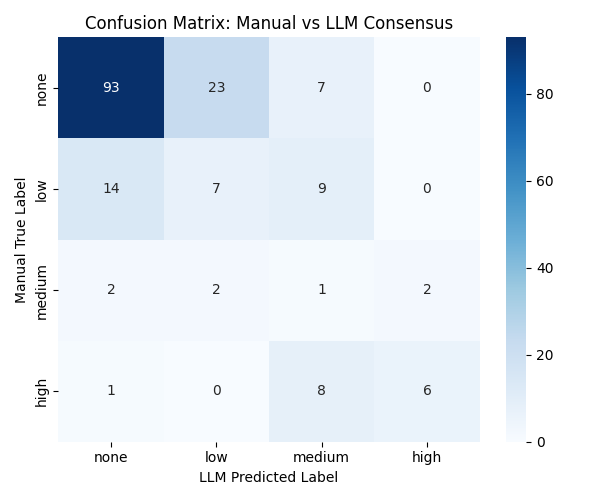 Confusion Matrix: Manual vs LLM Consensus
Manual True Label
none 93 23 7 0
low 14 7 9 0
medium 2 2 1 2
high 1 0 8 6
none low medium high
LLM Predicted Label
80
60
40
20
0